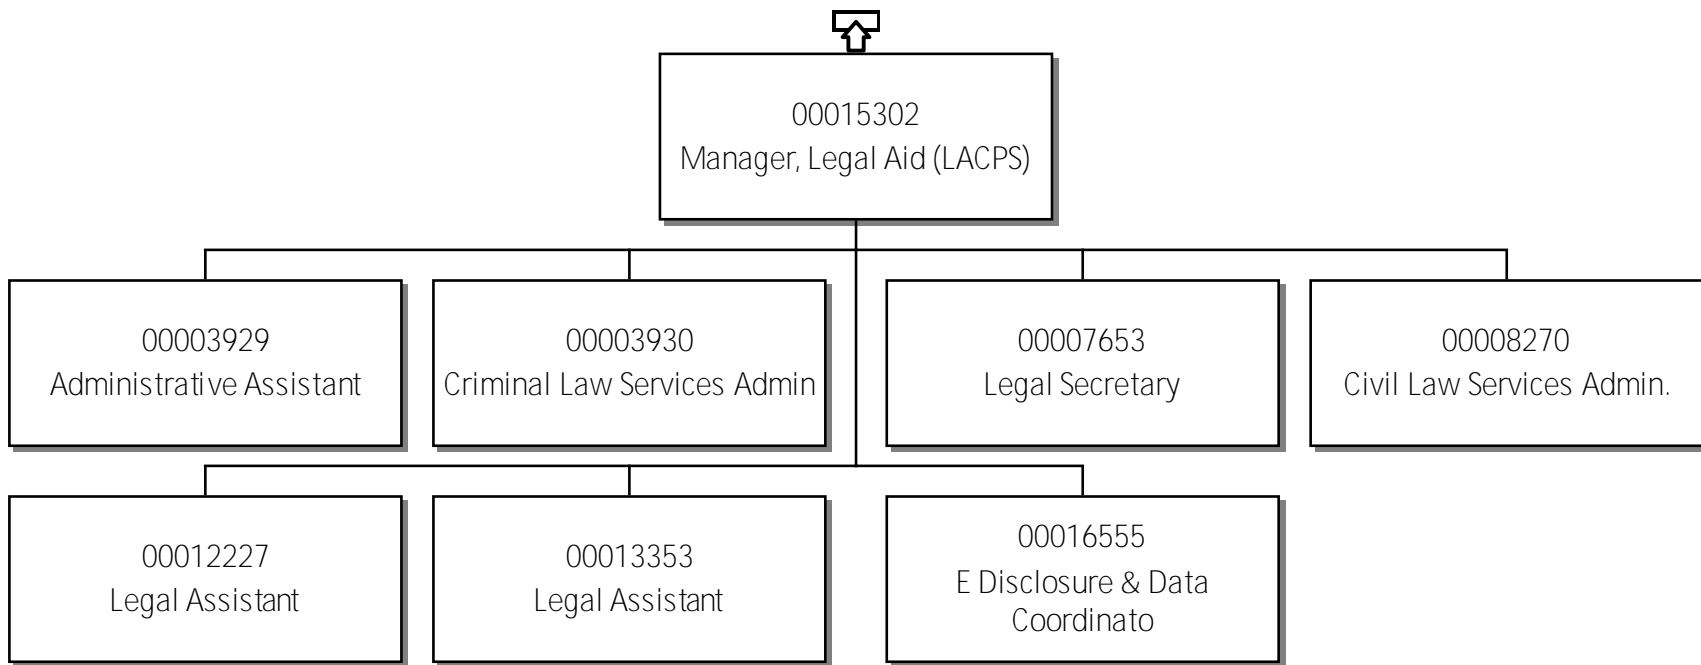 00015302
Manager, Legal Aid (LACPS)
00003929
Administrative Assistant
00003930
Criminal Law Services Admin
00007653
Legal Secretary
00008270
Civil Law Services Admin.
00012227
Legal Assistant
00013353
Legal Assistant
00016555
E Disclosure & Data
Coordinato